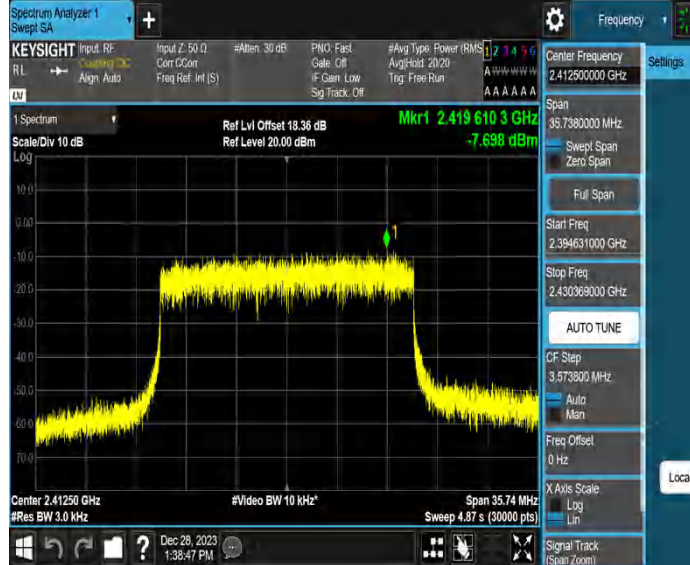 Spectrum Analyzer 1
Swept SA
+
Frequency
KEYSIGHT
RL
LXI
Input: RF
Coupling: DC
Align: Auto
Input Z: 50 Ω
Corr CCorr
Freq Ref: Int (S)
#Atten: 30 dB
PNO: Fast
Gate: Off
IF Gain: Low
Sig Track: Off
#Avg Type: Power (RMS
Avg|Hold: 20/20
Trig: Free Run
1 2 3 4 5 6
A W W W W W
A A A A A A
1 Spectrum
Scale/Div 10 dB
Log
Ref Lvl Offset 18.36 dB
Ref Level 20.00 dBm
Mkr1 2.419 610 3 GHz
-7.698 dBm
10.0
0.00
-10.0
-20.0
-30.0
-40.0
-50.0
-60.0
-70.0
1
Center 2.41250 GHz
#Res BW 3.0 kHz
#Video BW 10 kHz*
Span 35.74 MHz
Sweep 4.87 s (30000 pts)
?
Dec 28, 2023
1:38:47 PM
Center Frequency
2.412500000 GHz
Span
35.7380000 MHz
Swept Span
Zero Span
Full Span
Start Freq
2.394631000 GHz
Stop Freq
2.430369000 GHz
AUTO TUNE
CF Step
3.573800 MHz
Auto
Man
Freq Offset
0 Hz
X Axis Scale
Log
Lin
Signal Track
(Span Zoom)
Settings
Loca